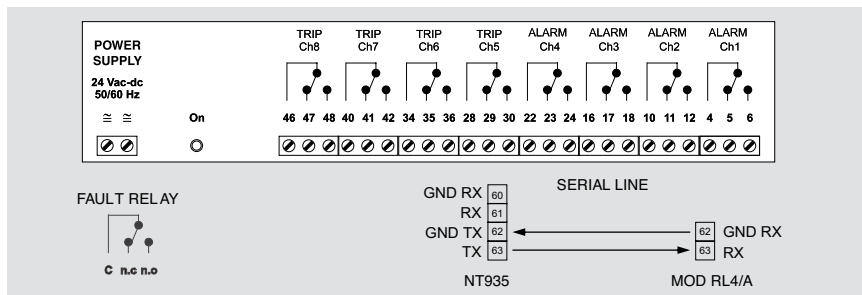 POWER SUPPLY
24 Vac-dc
50/60 Hz
≅ ≅
On
TRIP Ch8
TRIP Ch7
TRIP Ch6
TRIP Ch5
ALARM Ch4
ALARM Ch3
ALARM Ch2
ALARM Ch1
46 47 48 40 41 42 34 35 36 28 29 30 22 23 24 16 17 18 10 11 12 4 5 6
FAULT RELAY
C n.c n.o
SERIAL LINE
GND RX 60
RX 61
GND TX 62
TX 63
NT935
62 GND RX
63 RX
MOD RL4/A